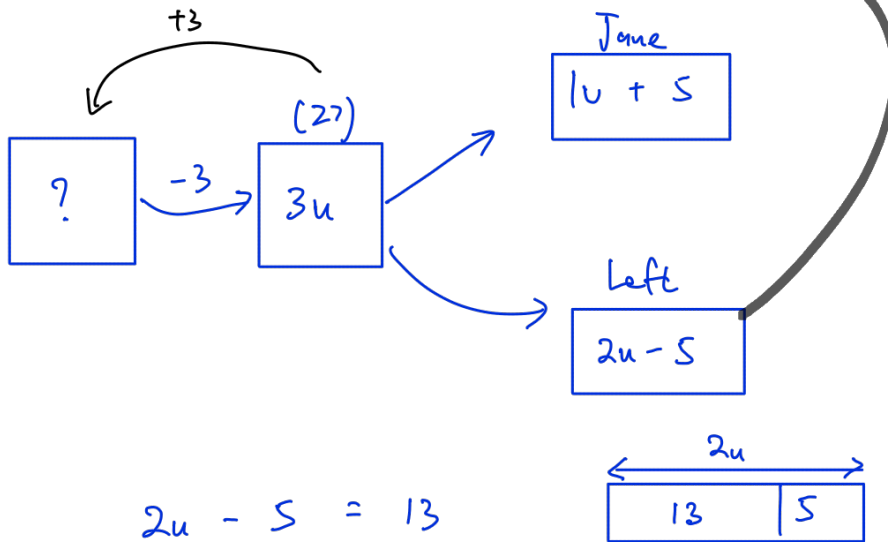 +3
Jane
1u + 5
(27)
?
-3
3u
Left
2u - 5
2u
13
5
2u - 5 = 13